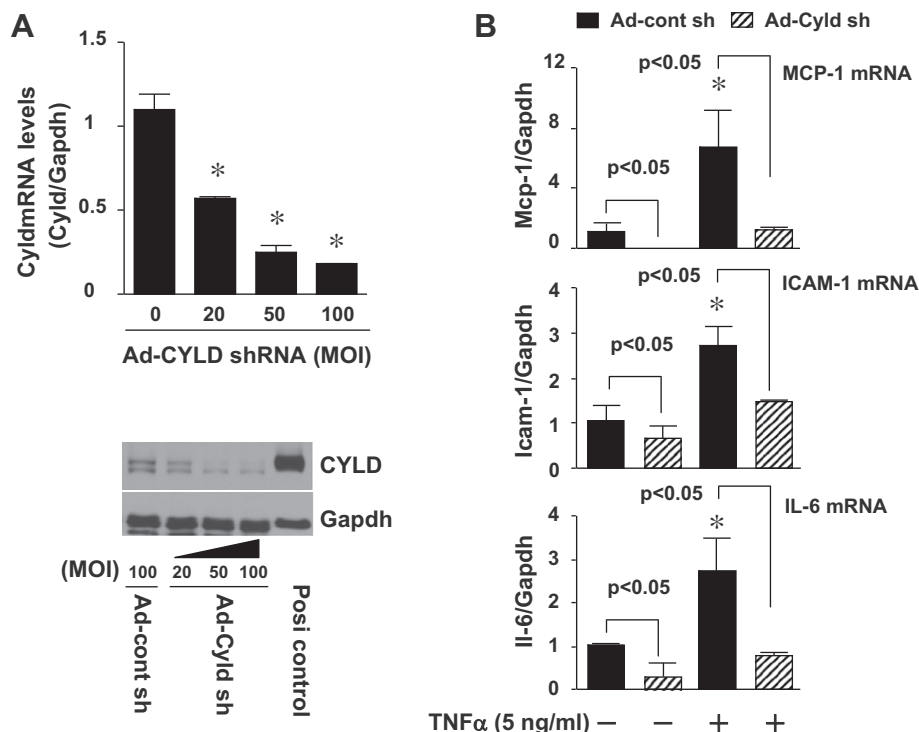 A
1.5
1
0.5
0
CyldmRNA levels
(Cyld/Gapdh)
*
*
*
0 20 50 100
Ad-CYLD shRNA (MOI)
CYLD
Gapdh
(MOI) 100 20 50 100
Ad-cont sh
Ad-Cyld sh
Posi control
B
Ad-cont sh Ad-Cyld sh
MCP-1 mRNA
p<0.05
12
8
4
0
Mcp-1/Gapdh
p<0.05
*
ICAM-1 mRNA
p<0.05
4
3
2
1
0
Icam-1/Gapdh
p<0.05
*
IL-6 mRNA
p<0.05
4
3
2
1
0
Il-6/Gapdh
p<0.05
*
TNFα (5 ng/ml) − − + +